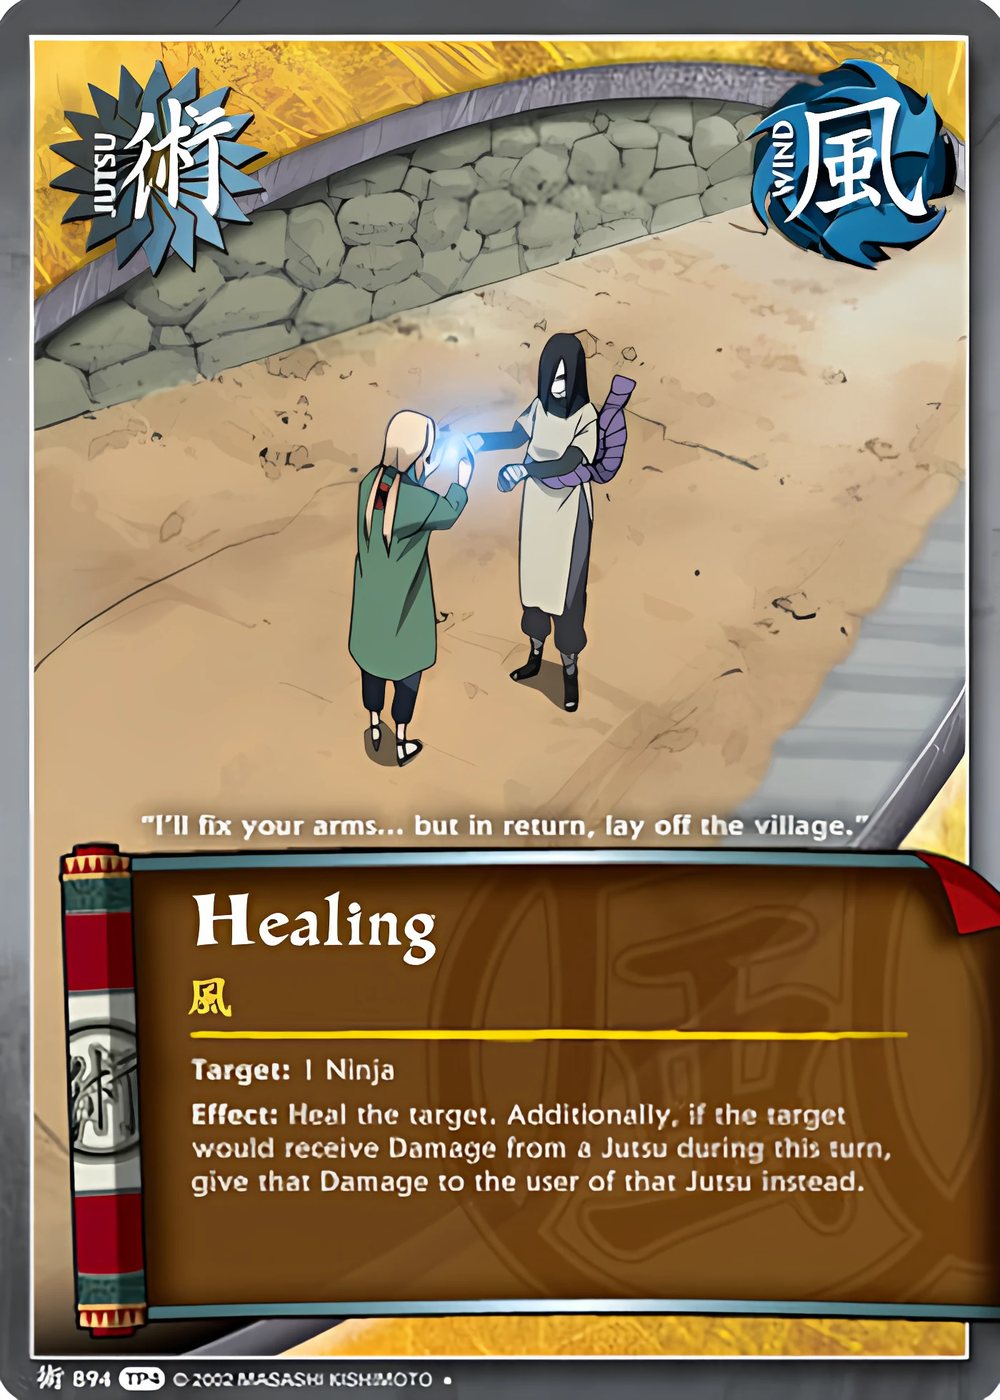 JUTSU
術
WIND
風
"I'll fix your arms... but in return, lay off the village."
Healing
風
Target: 1 Ninja
Effect: Heal the target. Additionally, if the target
would receive Damage from a Jutsu during this turn,
give that Damage to the user of that Jutsu instead.
術
術 894 © 2002 MASASHI KISHIMOTO